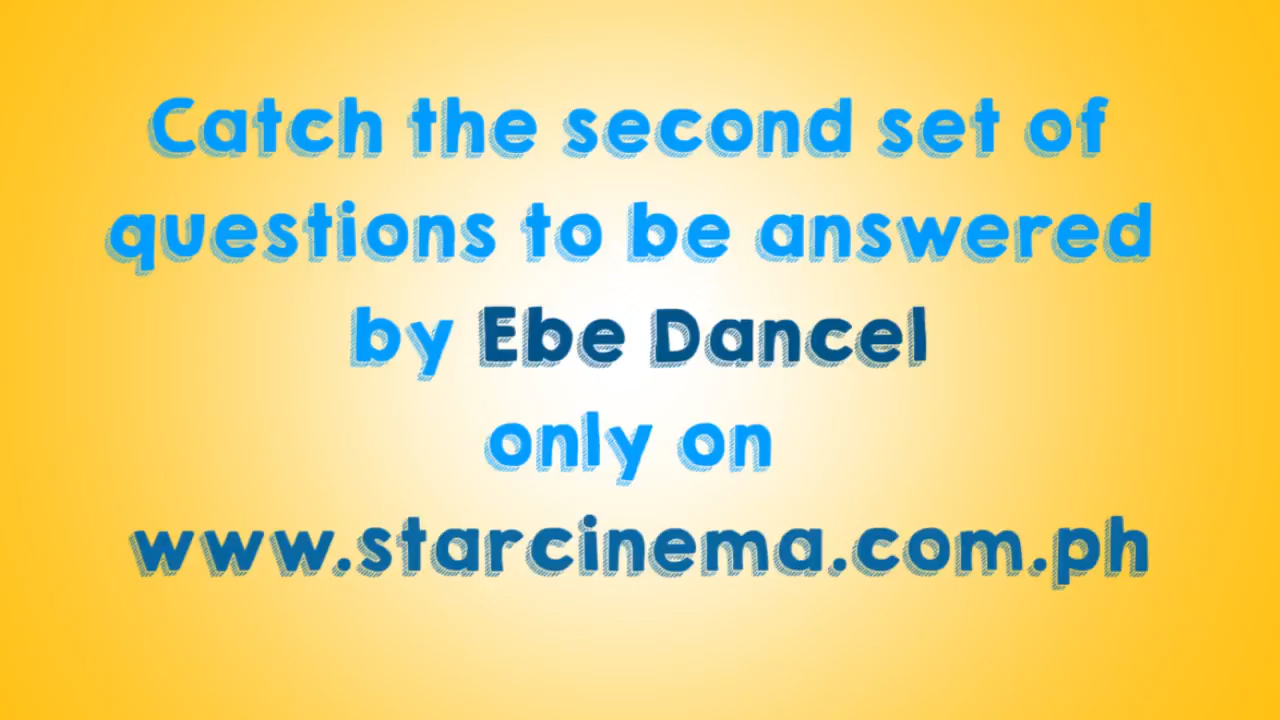 Catch the second set of
questions to be answered
by Ebe Dancel
only on
www.starcinema.com.ph